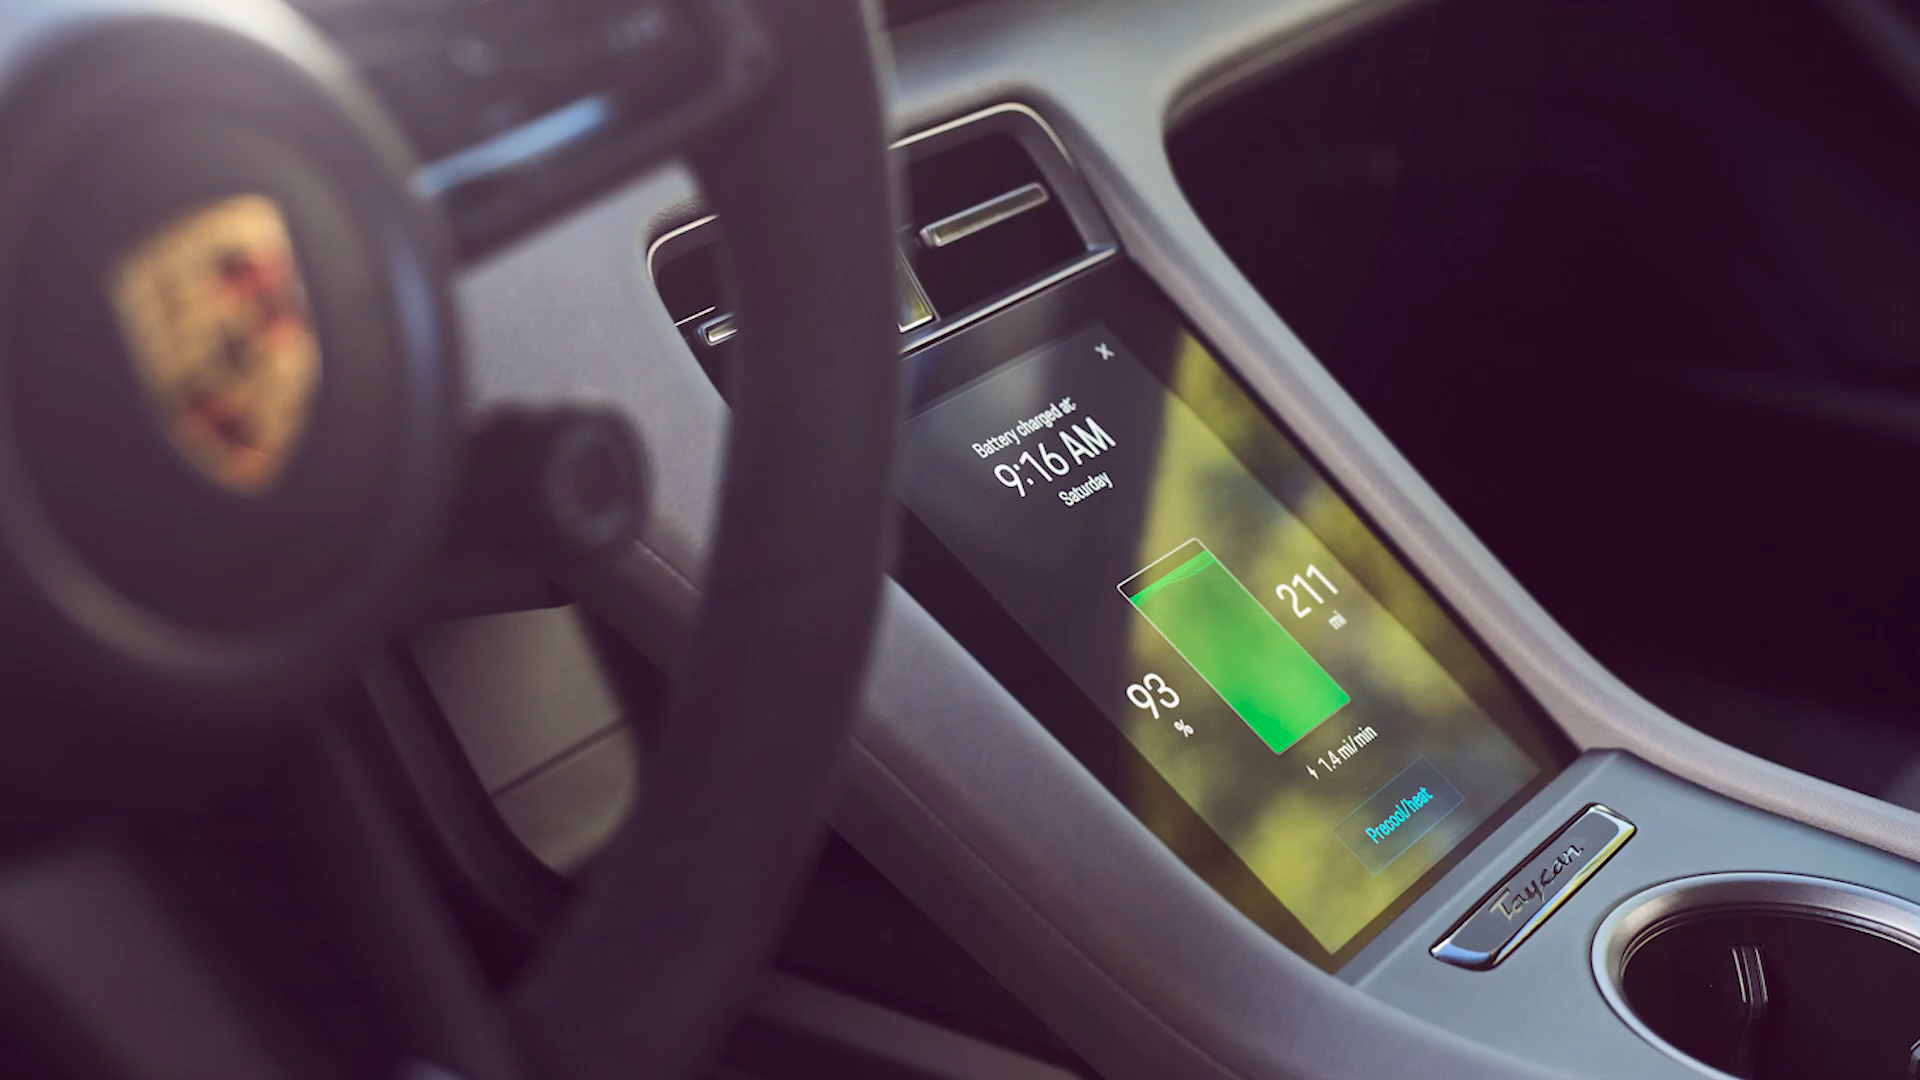 X
Battery charged at:
9:16 AM
Saturday
211
mi
93
%
1.4 mi/min
Precool/heat
Taycan